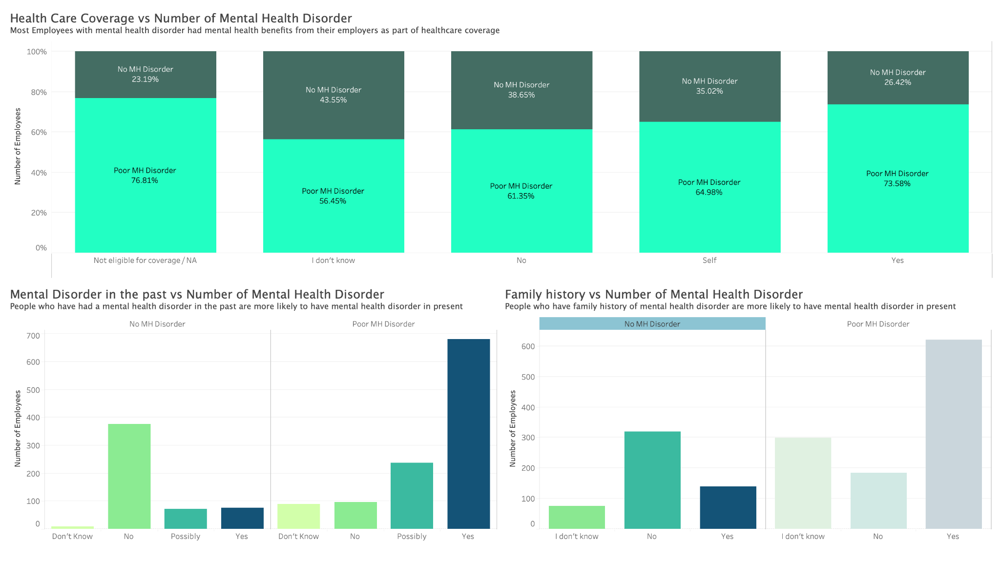 Health Care Coverage vs Number of Mental Health Disorder
Most Employees with mental health disorder had mental health benefits from their employers as part of healthcare coverage
Number of Employees
100%
80%
60%
40%
20%
0%
No MH Disorder
23.19%
Poor MH Disorder
76.81%
No MH Disorder
43.55%
Poor MH Disorder
56.45%
No MH Disorder
38.65%
Poor MH Disorder
61.35%
No MH Disorder
35.02%
Poor MH Disorder
64.98%
No MH Disorder
26.42%
Poor MH Disorder
73.58%
Not eligible for coverage / NA
I don't know
No
Self
Yes
Mental Disorder in the past vs Number of Mental Health Disorder
People who have had a mental health disorder in the past are more likely to have mental health disorder in present
No MH Disorder
Poor MH Disorder
Number of Employees
700
600
500
400
300
200
100
0
Don't Know
No
Possibly
Yes
Don't Know
No
Possibly
Yes
Family history vs Number of Mental Health Disorder
People who have family history of mental health disorder are more likely to have mental health disorder in present
No MH Disorder
Poor MH Disorder
Number of Employees
600
500
400
300
200
100
0
I don't know
No
Yes
I don't know
No
Yes